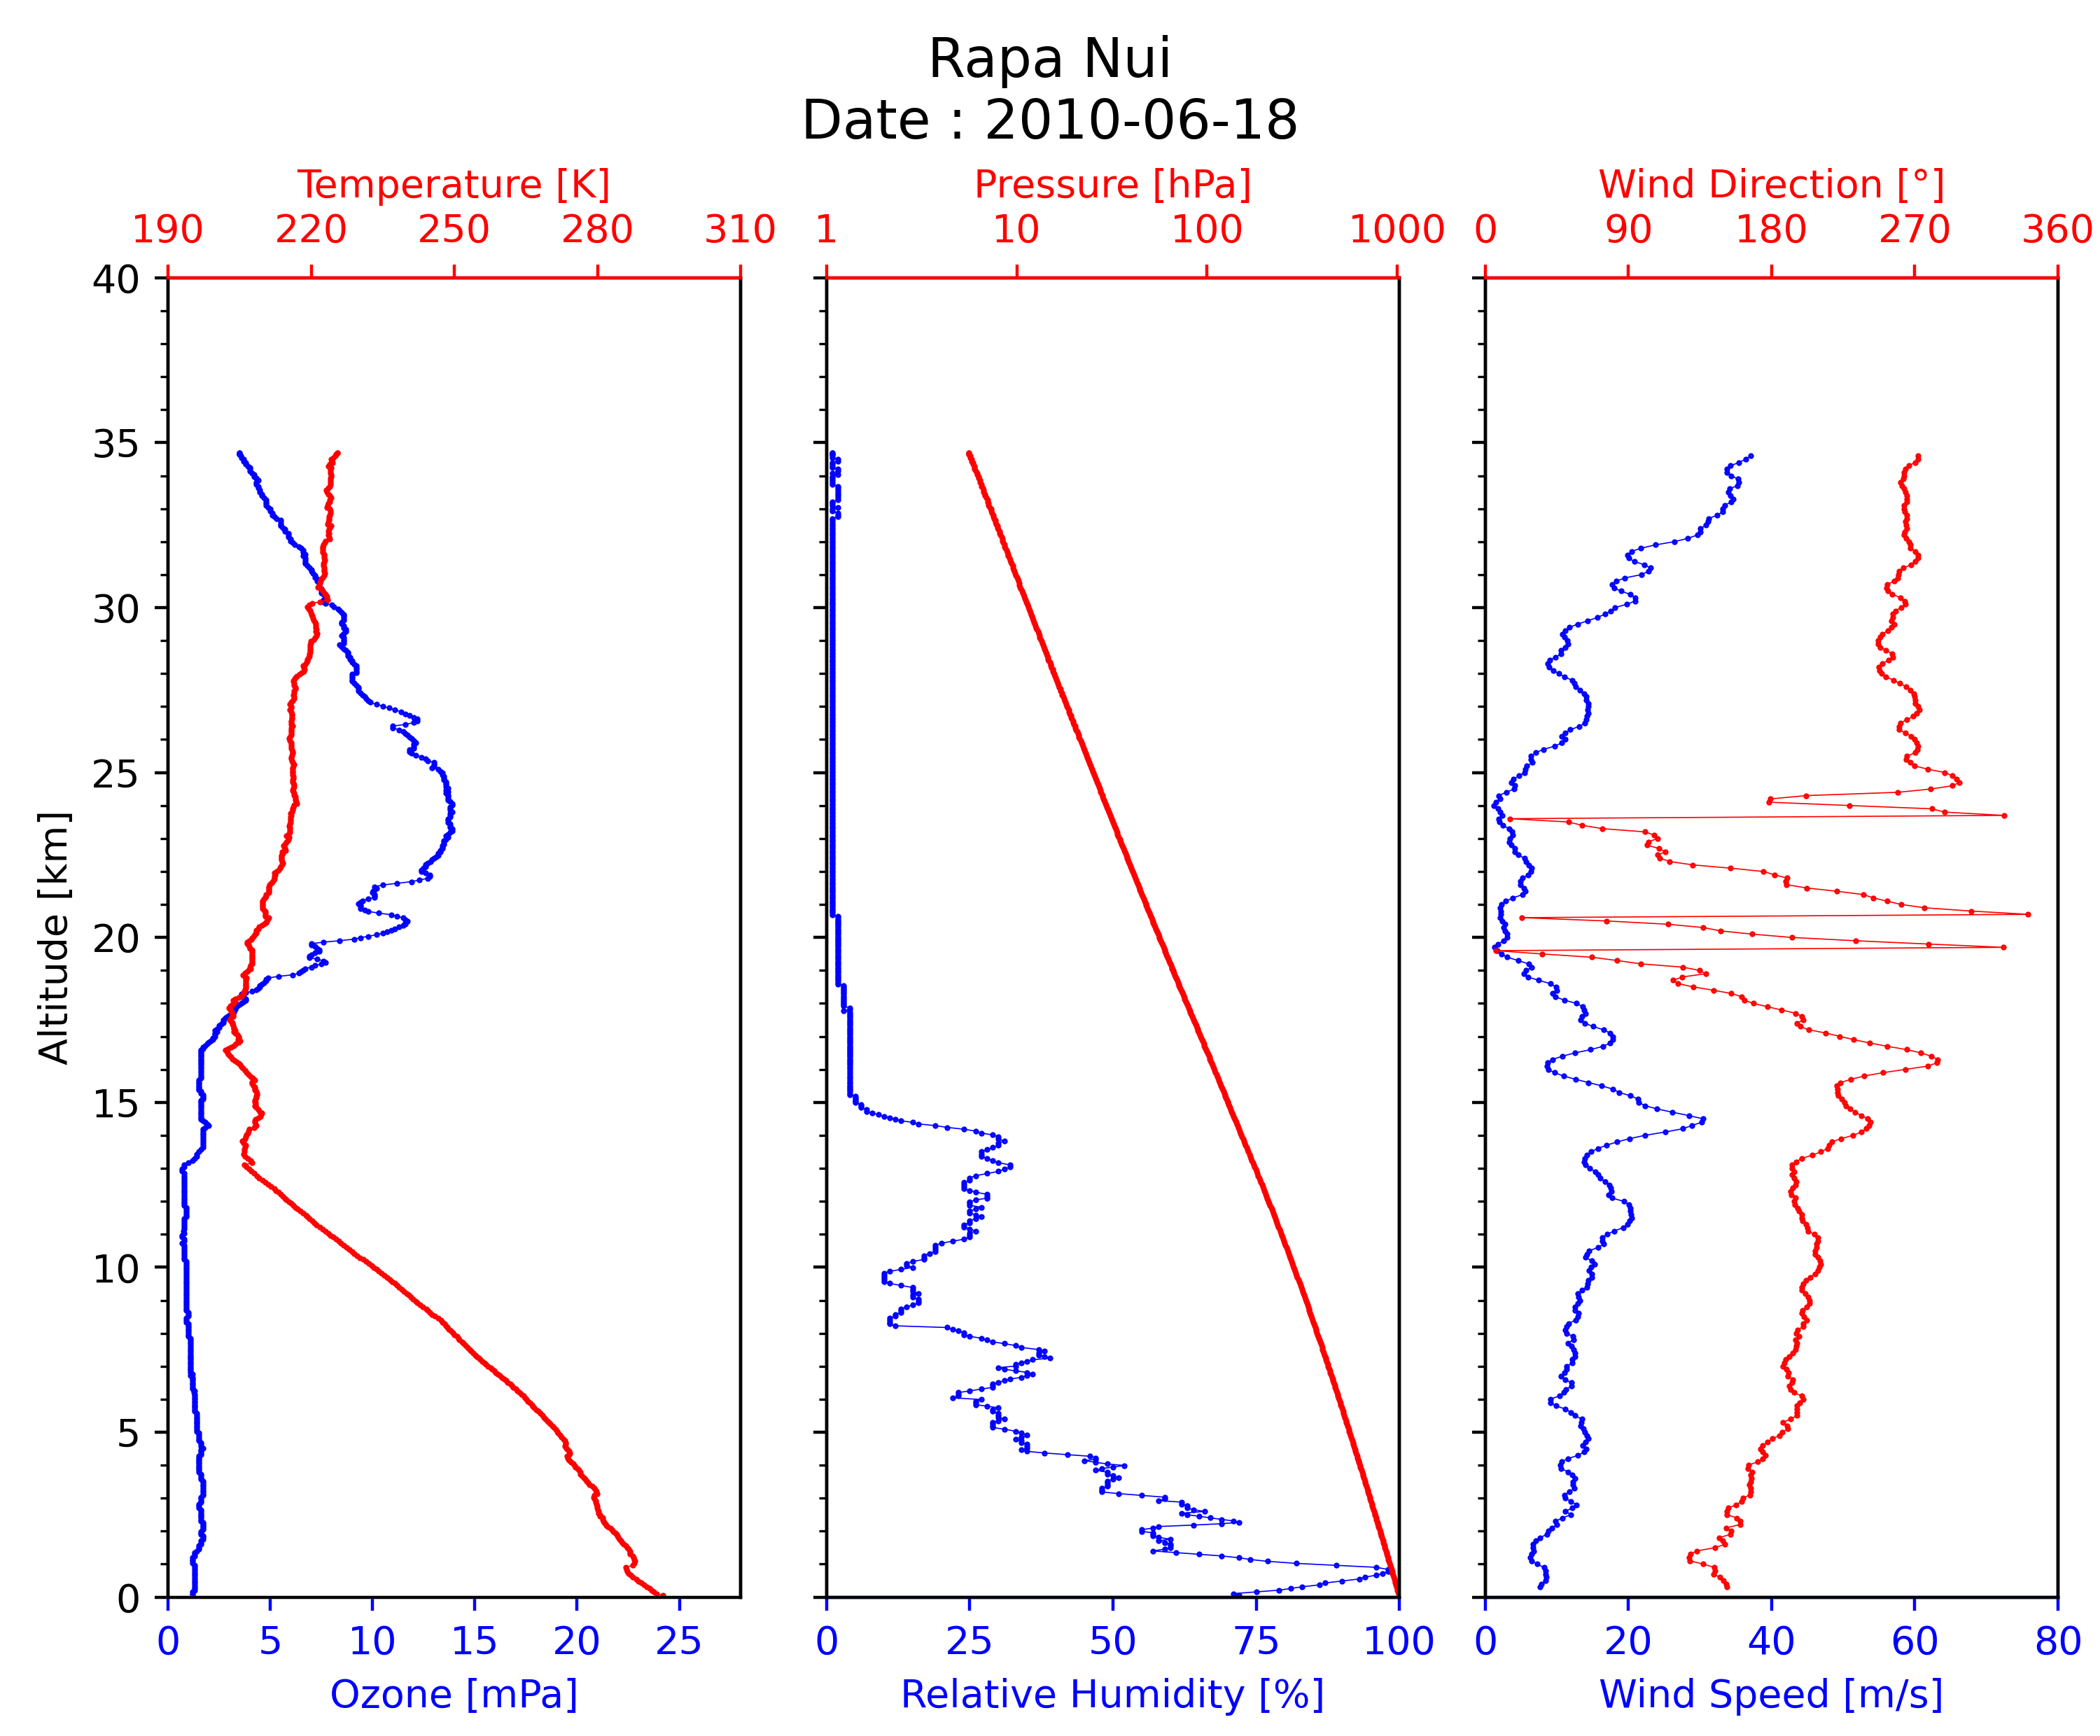 Rapa Nui
Date : 2010-06-18
Temperature [K]
190 220 250 280 310
Pressure [hPa]
1 10 100 1000
Wind Direction [°]
0 90 180 270 360
Altitude [km]
40
35
30
25
20
15
10
5
0
0 5 10 15 20 25
Ozone [mPa]
0 25 50 75 100
Relative Humidity [%]
0 20 40 60 80
Wind Speed [m/s]